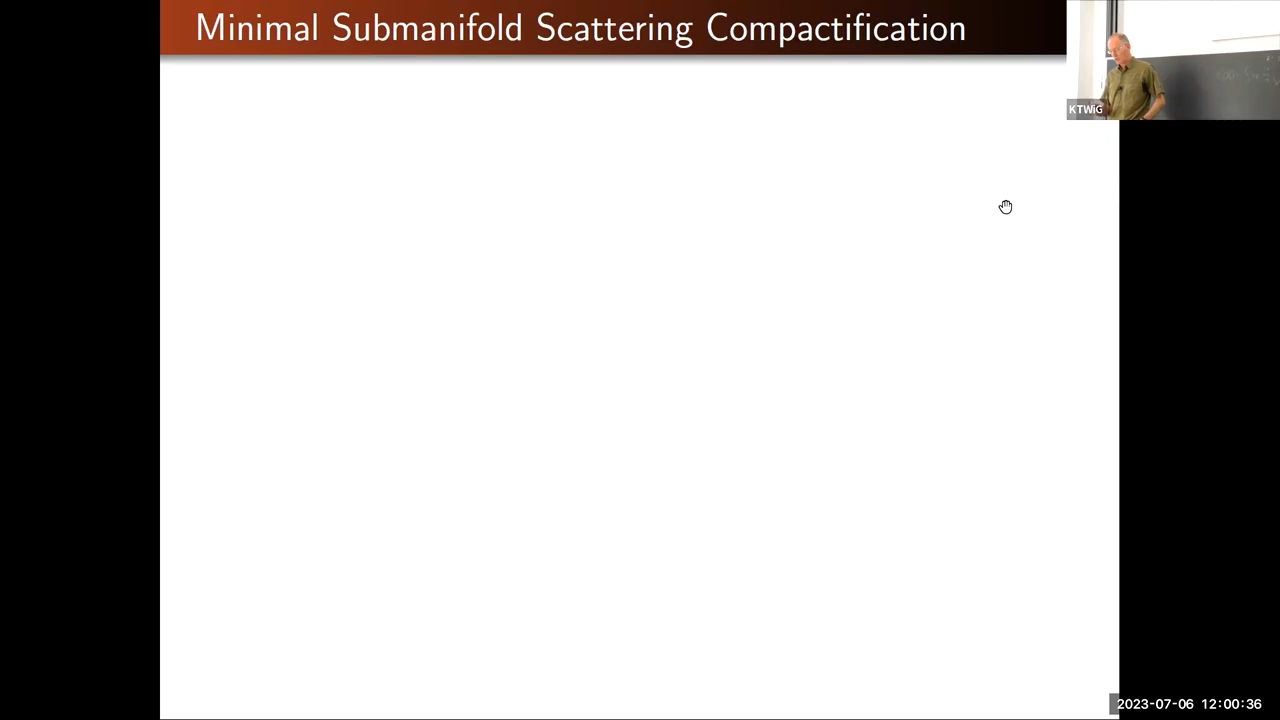 Minimal Submanifold Scattering Compactification
KTWiG
2023-07-06 12:00:36